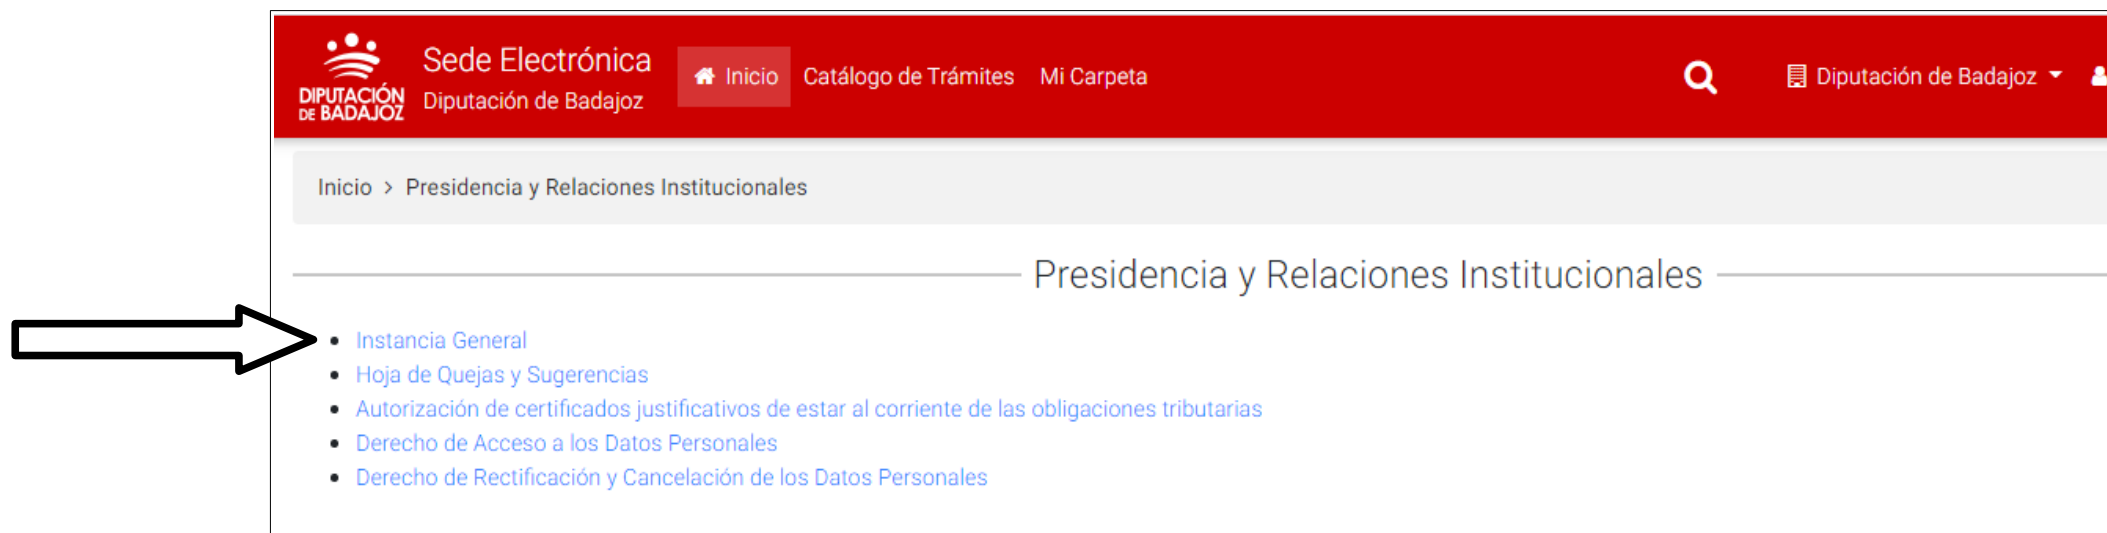 DIPUTACIÓN
DE BADAJOZ
Sede Electrónica
Diputación de Badajoz
Inicio Catálogo de Trámites Mi Carpeta
Diputación de Badajoz
Inicio > Presidencia y Relaciones Institucionales
Presidencia y Relaciones Institucionales
• Instancia General
• Hoja de Quejas y Sugerencias
• Autorización de certificados justificativos de estar al corriente de las obligaciones tributarias
• Derecho de Acceso a los Datos Personales
• Derecho de Rectificación y Cancelación de los Datos Personales